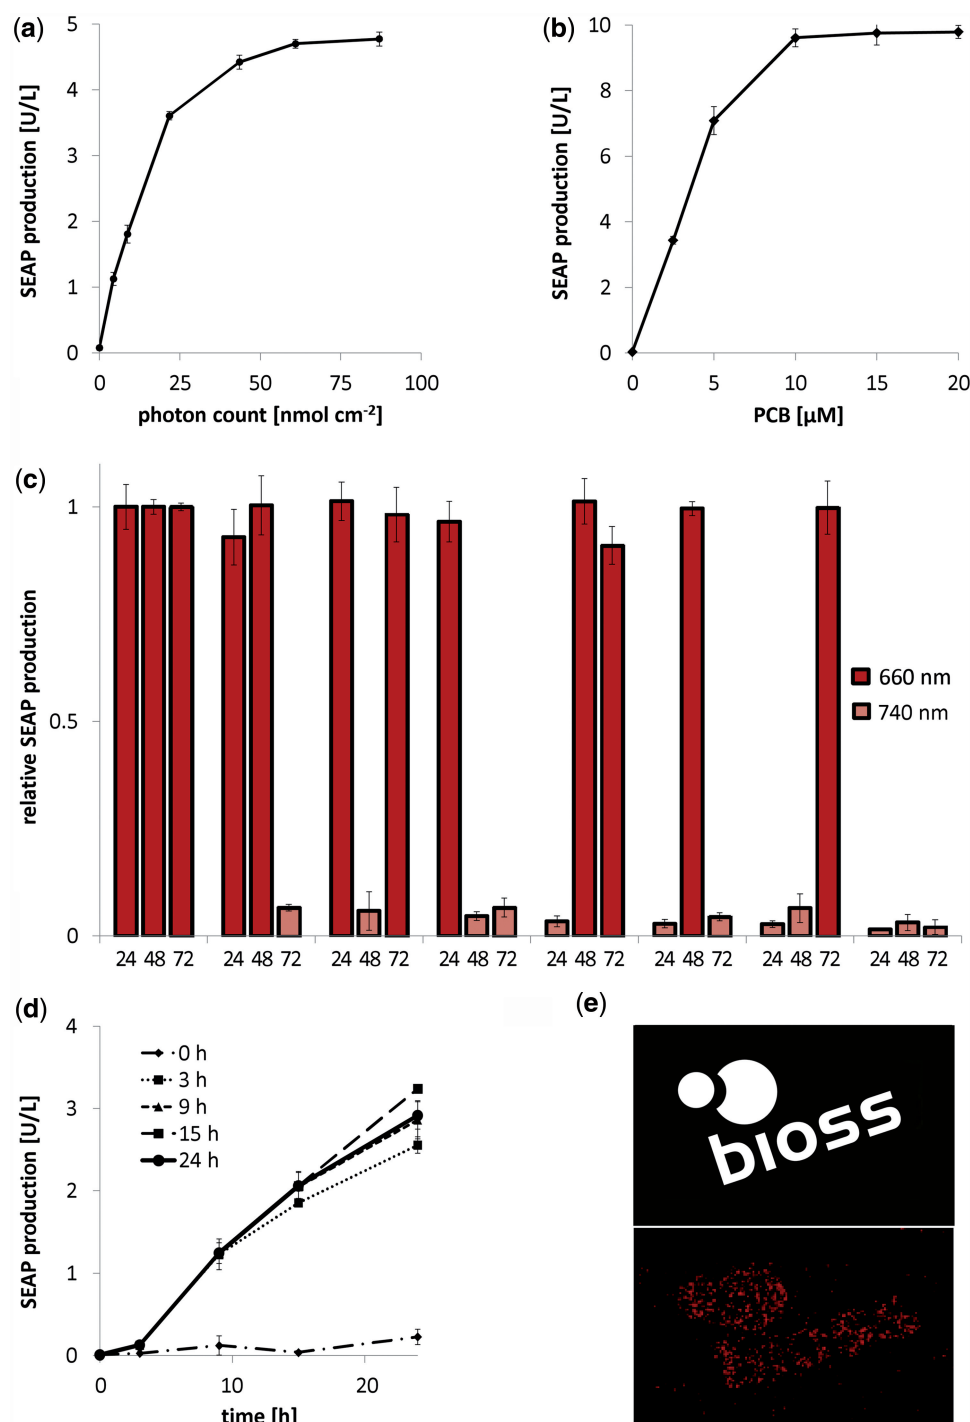 (a)
5
4
3
2
1
0
SEAP production [U/L]
0 25 50 75 100
photon count [nmol cm-2]
(b)
10
8
6
4
2
0
SEAP production [U/L]
0 5 10 15 20
PCB [µM]
(c)
1
0.5
0
relative SEAP production
660 nm
740 nm
24 48 72 24 48 72 24 48 72 24 48 72 24 48 72 24 48 72 24 48 72 24 48 72
(d)
4
3
2
1
0
SEAP production [U/L]
0 h
3 h
9 h
15 h
24 h
0 10 20
time [h]
(e)
bioss